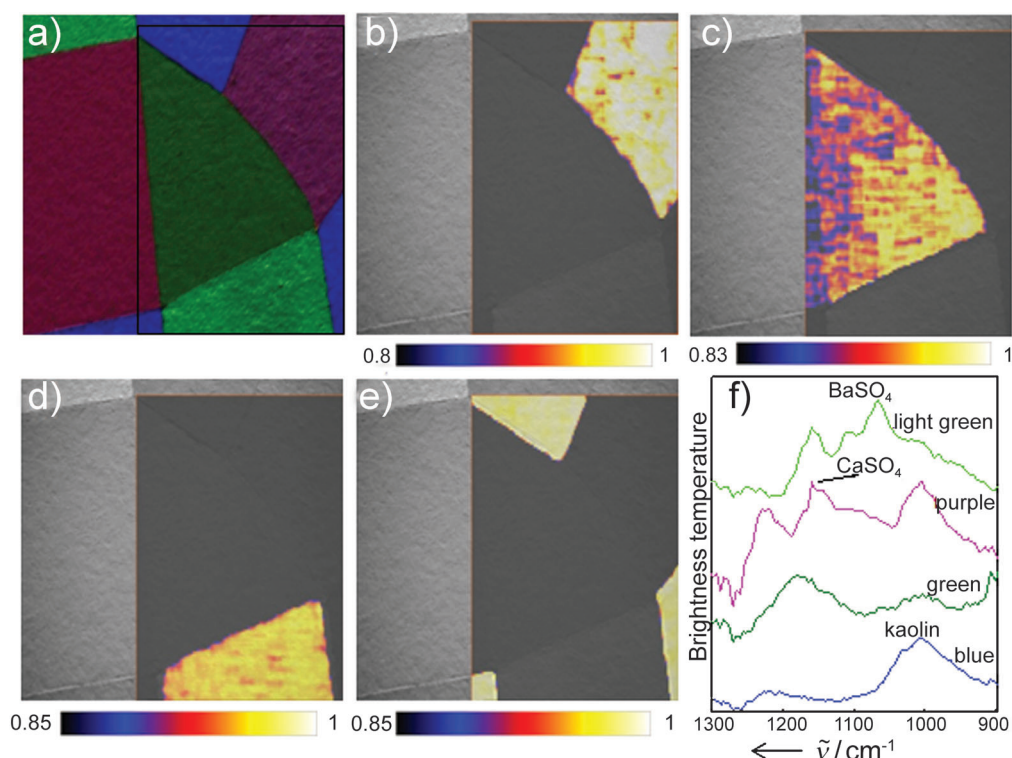 a)
b)
c)
0.8
1
0.83
1
d)
e)
f)
BaSO₄
light green
CaSO₄
purple
green
kaolin
blue
Brightness temperature
0.85
1
0.85
1
1300
1200
1100
1000
900
← ṽ / cm⁻¹